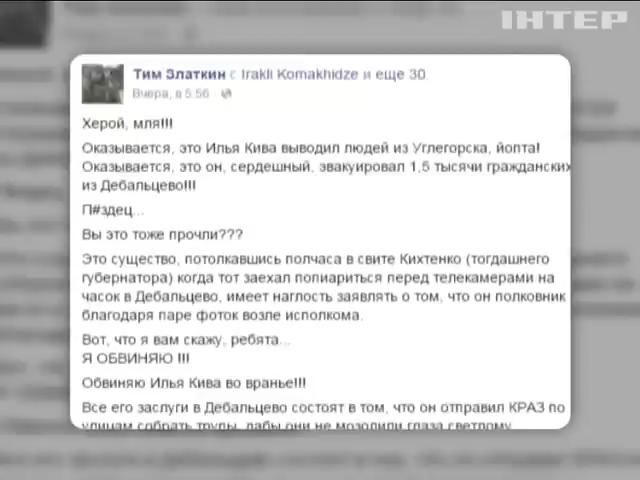 ІНТЕР
Тим Златкин с Irakli Komakhidze и еще 30.
Вчера, в 5:56
Херой, мля!!!
Оказывается, это Илья Кива выводил людей из Углегорска, йопта!
Оказывается, это он, сердешный, эвакуировал 1,5 тысячи гражданских
из Дебальцево!!!
П#здец...
Вы это тоже прочли???
Это существо, потолкавшись полчаса в свите Кихтенко (тогдашнего
губернатора) когда тот заехал попиариться перед телекамерами на
часок в Дебальцево, имеет наглость заявлять о том, что он полковник
благодаря паре фоток возле исполкома.
Вот, что я вам скажу, ребята...
Я ОБВИНЯЮ !!!
Обвиняю Илья Кива во вранье!!!
Все его заслуги в Дебальцево состоят в том, что он отправил КРАЗ по
улицам собрать трупы, дабы они не мозолили глаза светлому